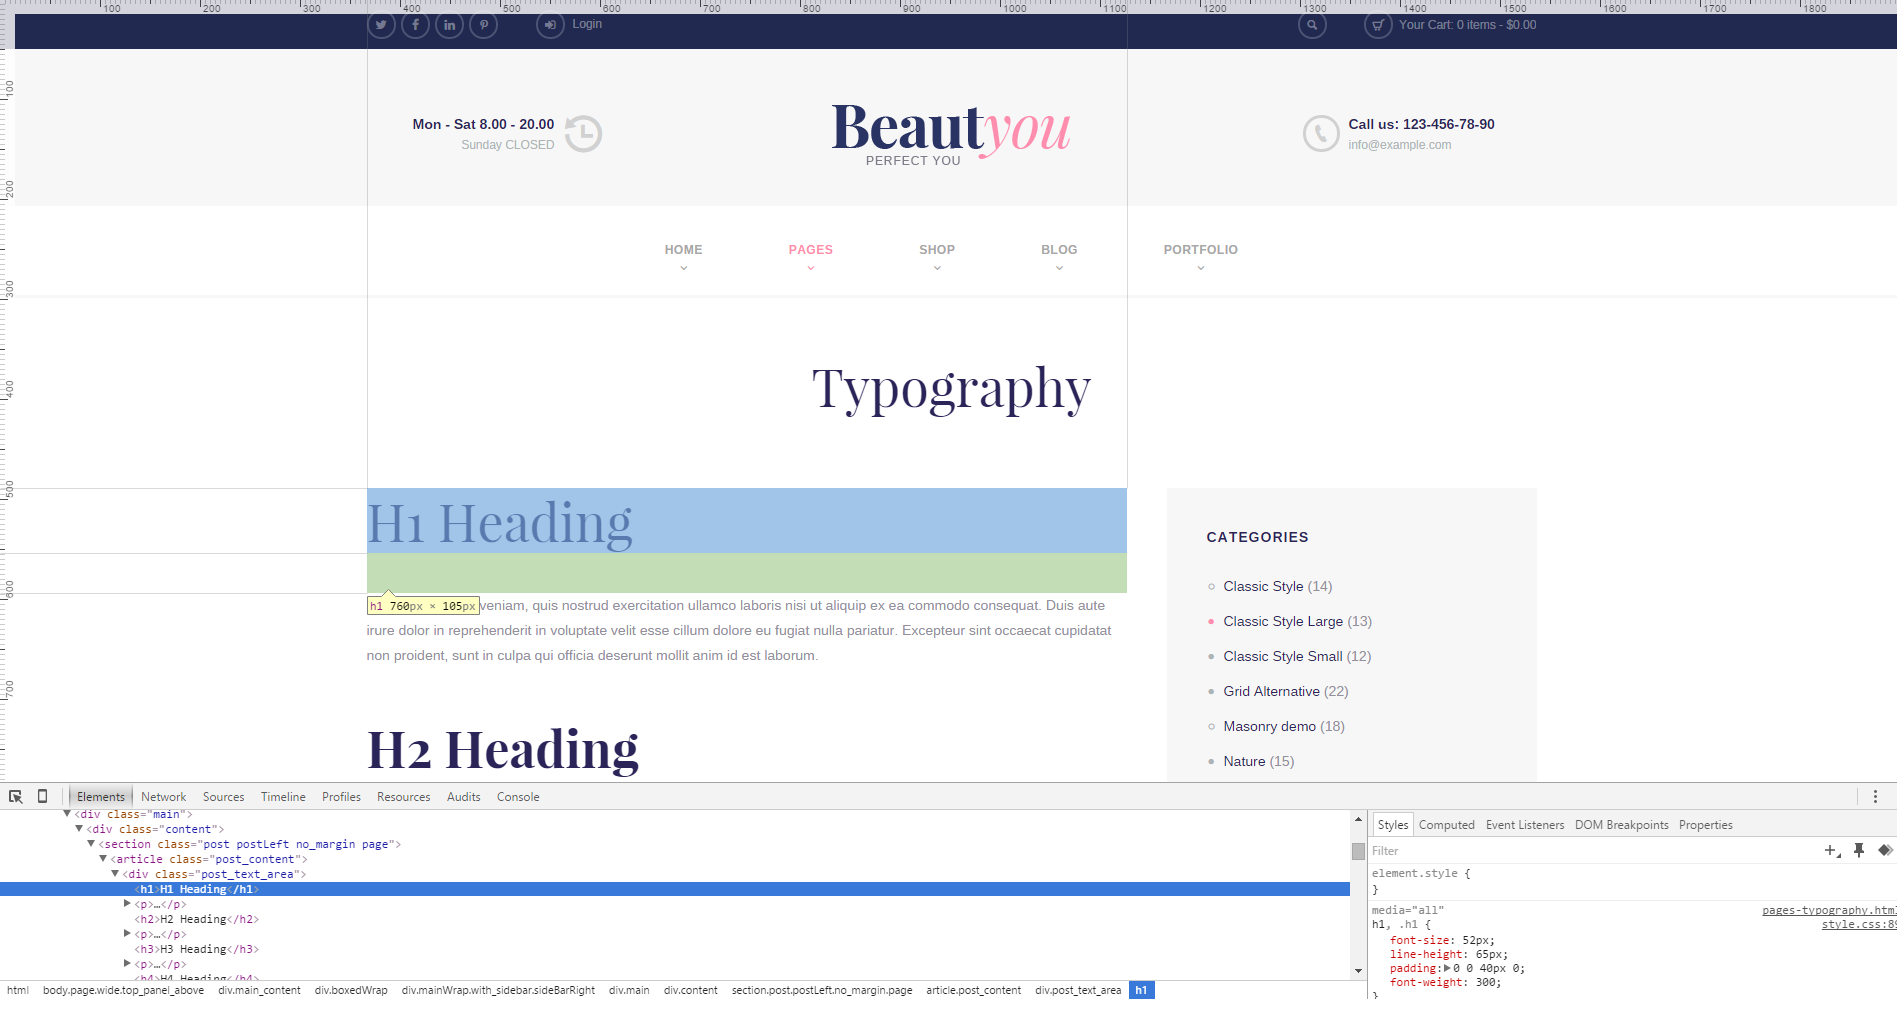 100 200 300 400 500 600 700 800 900 1000 1100 1200 1300 1400 1500 1600 1700 1800
Login
Your Cart: 0 items - $0.00
Mon - Sat 8.00 - 20.00
Sunday CLOSED
Beautyou
PERFECT YOU
Call us: 123-456-78-90
info@example.com
HOME PAGES SHOP BLOG PORTFOLIO
Typography
100
200
300
400
500
600
700
H1 Heading
h1 760px × 105px
veniam, quis nostrud exercitation ullamco laboris nisi ut aliquip ex ea commodo consequat. Duis aute
irure dolor in reprehenderit in voluptate velit esse cillum dolore eu fugiat nulla pariatur. Excepteur sint occaecat cupidatat
non proident, sunt in culpa qui officia deserunt mollit anim id est laborum.
H2 Heading
CATEGORIES
Classic Style (14)
Classic Style Large (13)
Classic Style Small (12)
Grid Alternative (22)
Masonry demo (18)
Nature (15)
Elements Network Sources Timeline Profiles Resources Audits Console
<div class="main">
<div class="content">
<section class="post postLeft no_margin page">
<article class="post_content">
<div class="post_text_area">
<h1>H1 Heading</h1>
<p>…</p>
<h2>H2 Heading</h2>
<p>…</p>
<h3>H3 Heading</h3>
<p>…</p>
<h4>H4 Heading</h4>
html body.page.wide.top_panel_above div.main_content div.boxedWrap div.mainWrap.with_sidebar.sideBarRight div.main div.content section.post.postLeft.no_margin.page article.post_content div.post_text_area h1
Styles Computed Event Listeners DOM Breakpoints Properties
Filter
element.style {
}
media="all" pages-typography.html
h1, .h1 { style.css:89
font-size: 52px;
line-height: 65px;
padding: 0 0 40px 0;
font-weight: 300;
}